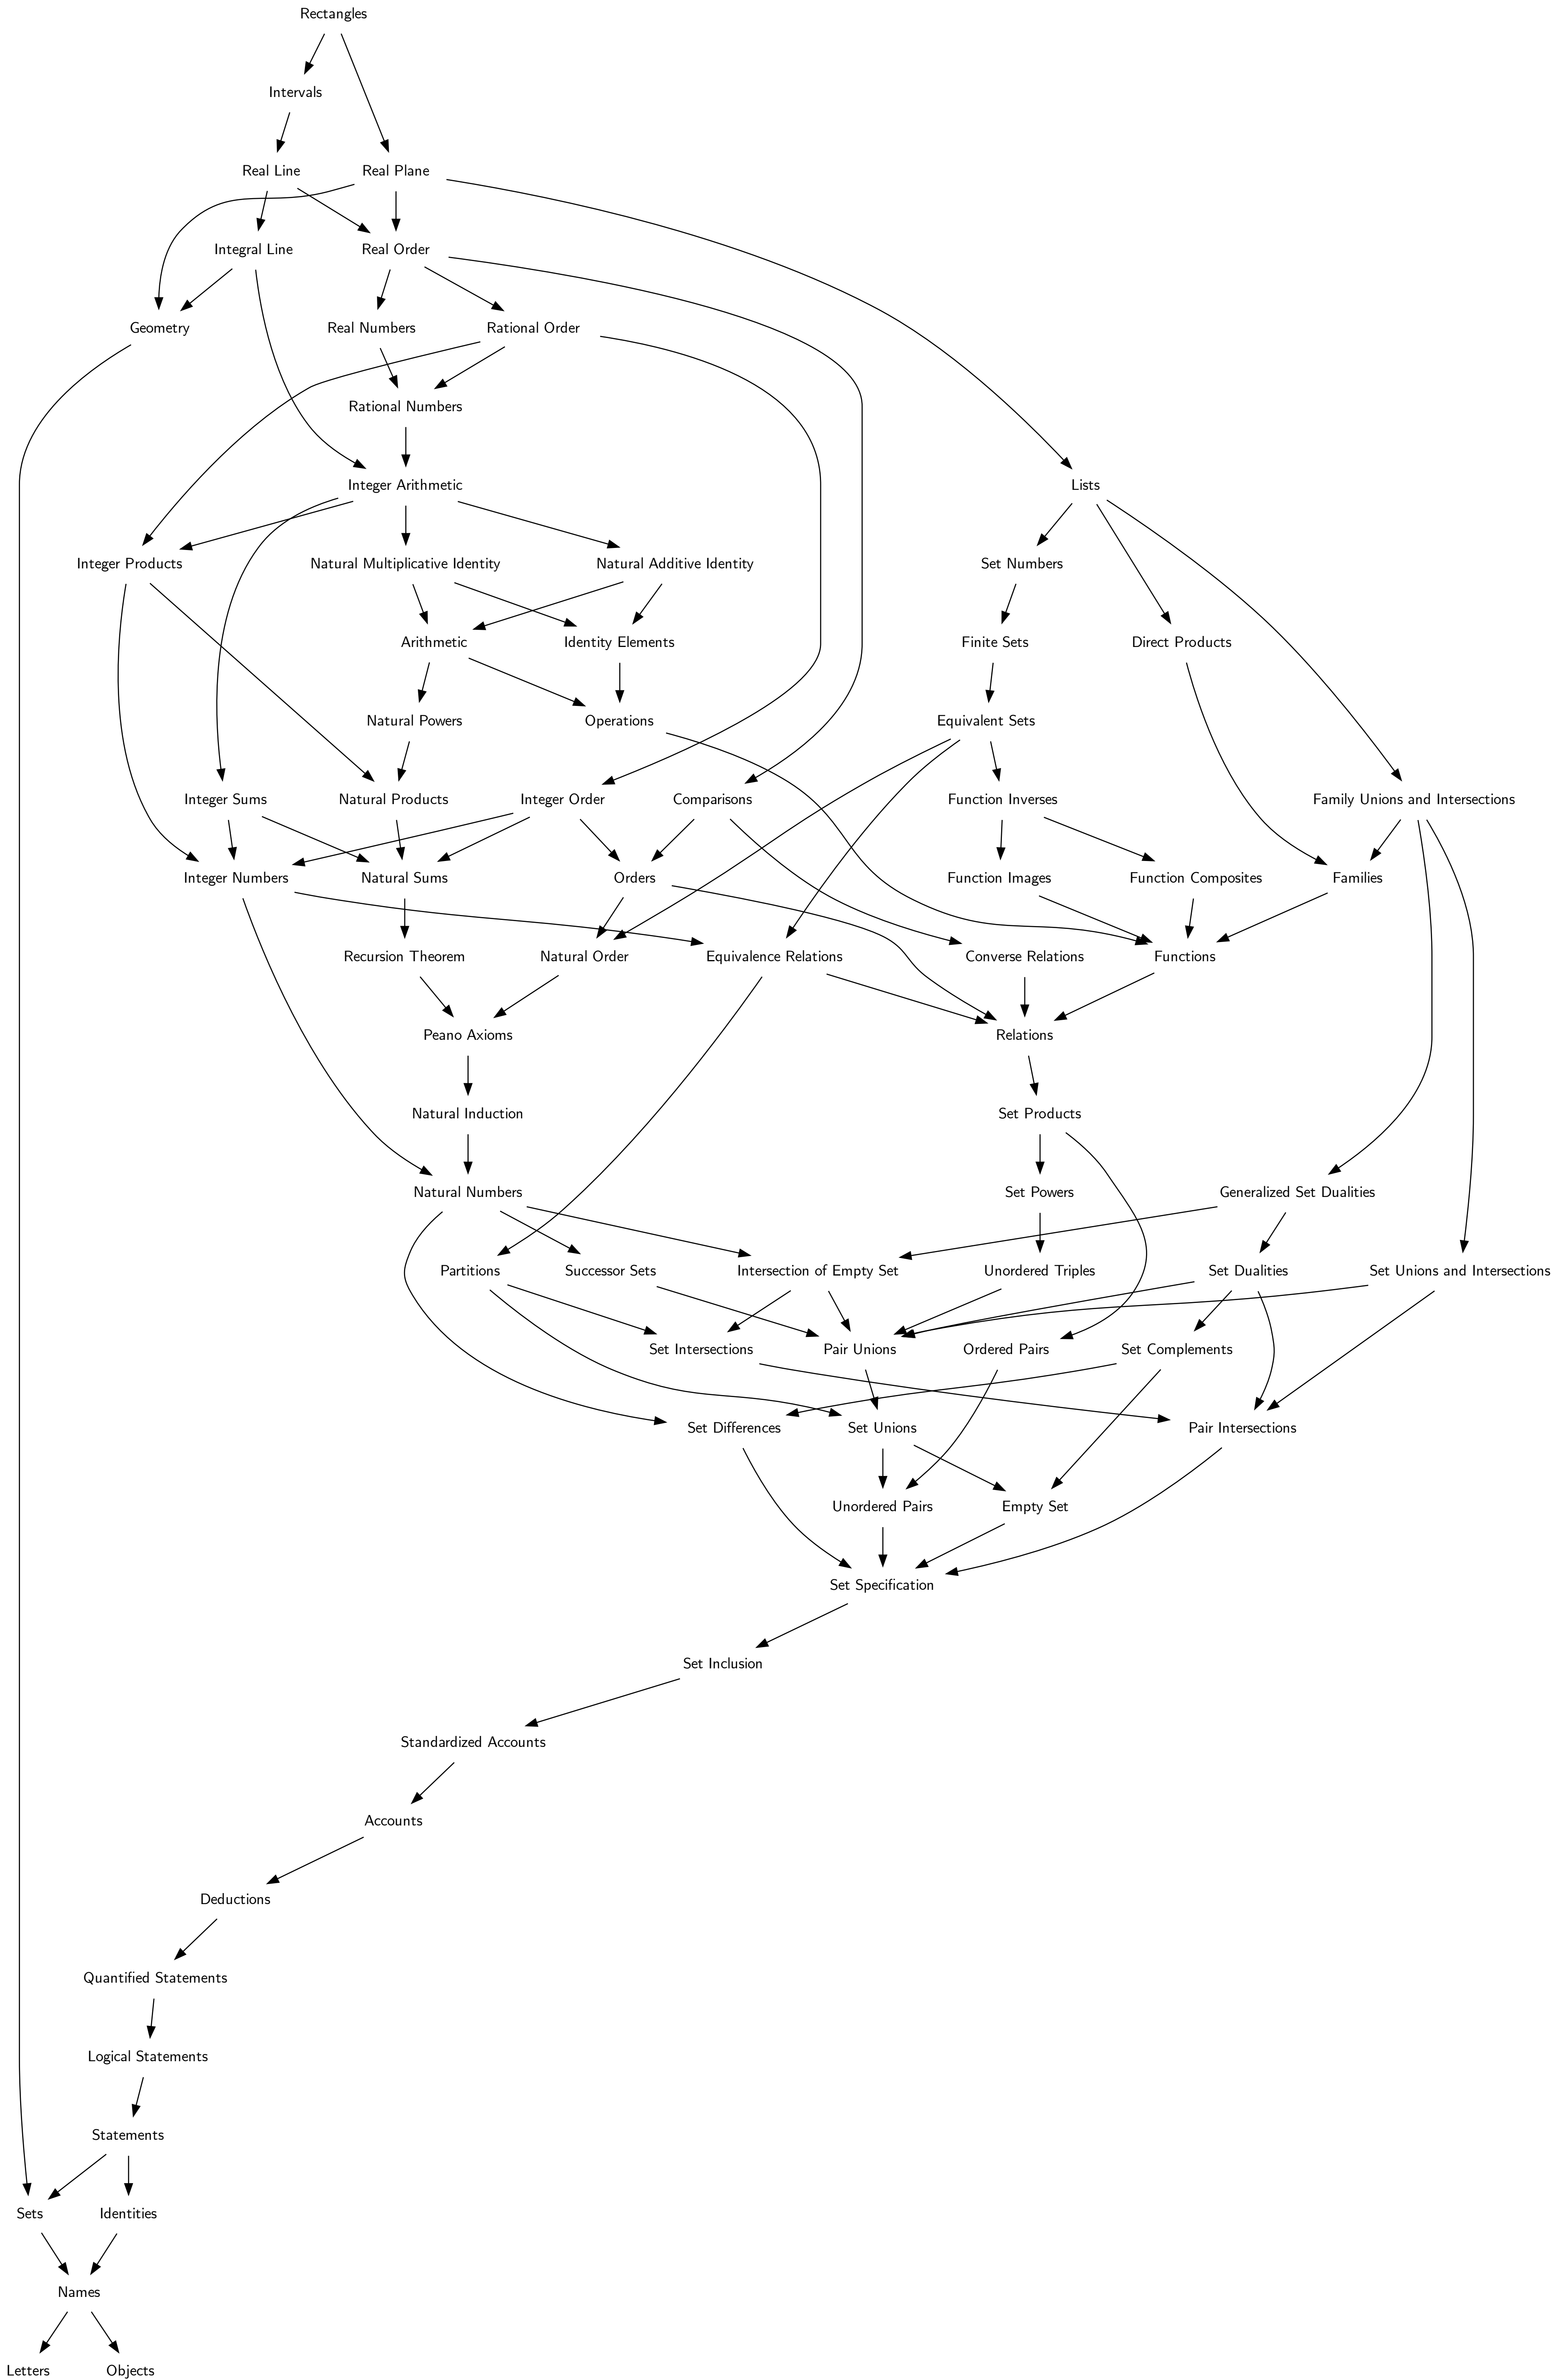 Rectangles
Intervals
Real Line
Real Plane
Integral Line
Real Order
Geometry
Real Numbers
Rational Order
Rational Numbers
Integer Arithmetic
Lists
Integer Products
Natural Multiplicative Identity
Natural Additive Identity
Set Numbers
Arithmetic
Identity Elements
Finite Sets
Direct Products
Natural Powers
Operations
Equivalent Sets
Integer Sums
Natural Products
Integer Order
Comparisons
Function Inverses
Family Unions and Intersections
Integer Numbers
Natural Sums
Orders
Function Images
Function Composites
Families
Recursion Theorem
Natural Order
Equivalence Relations
Converse Relations
Functions
Peano Axioms
Relations
Natural Induction
Set Products
Natural Numbers
Set Powers
Generalized Set Dualities
Partitions
Successor Sets
Intersection of Empty Set
Unordered Triples
Set Dualities
Set Unions and Intersections
Set Intersections
Pair Unions
Ordered Pairs
Set Complements
Set Differences
Set Unions
Pair Intersections
Unordered Pairs
Empty Set
Set Specification
Set Inclusion
Standardized Accounts
Accounts
Deductions
Quantified Statements
Logical Statements
Statements
Sets
Identities
Names
Letters
Objects